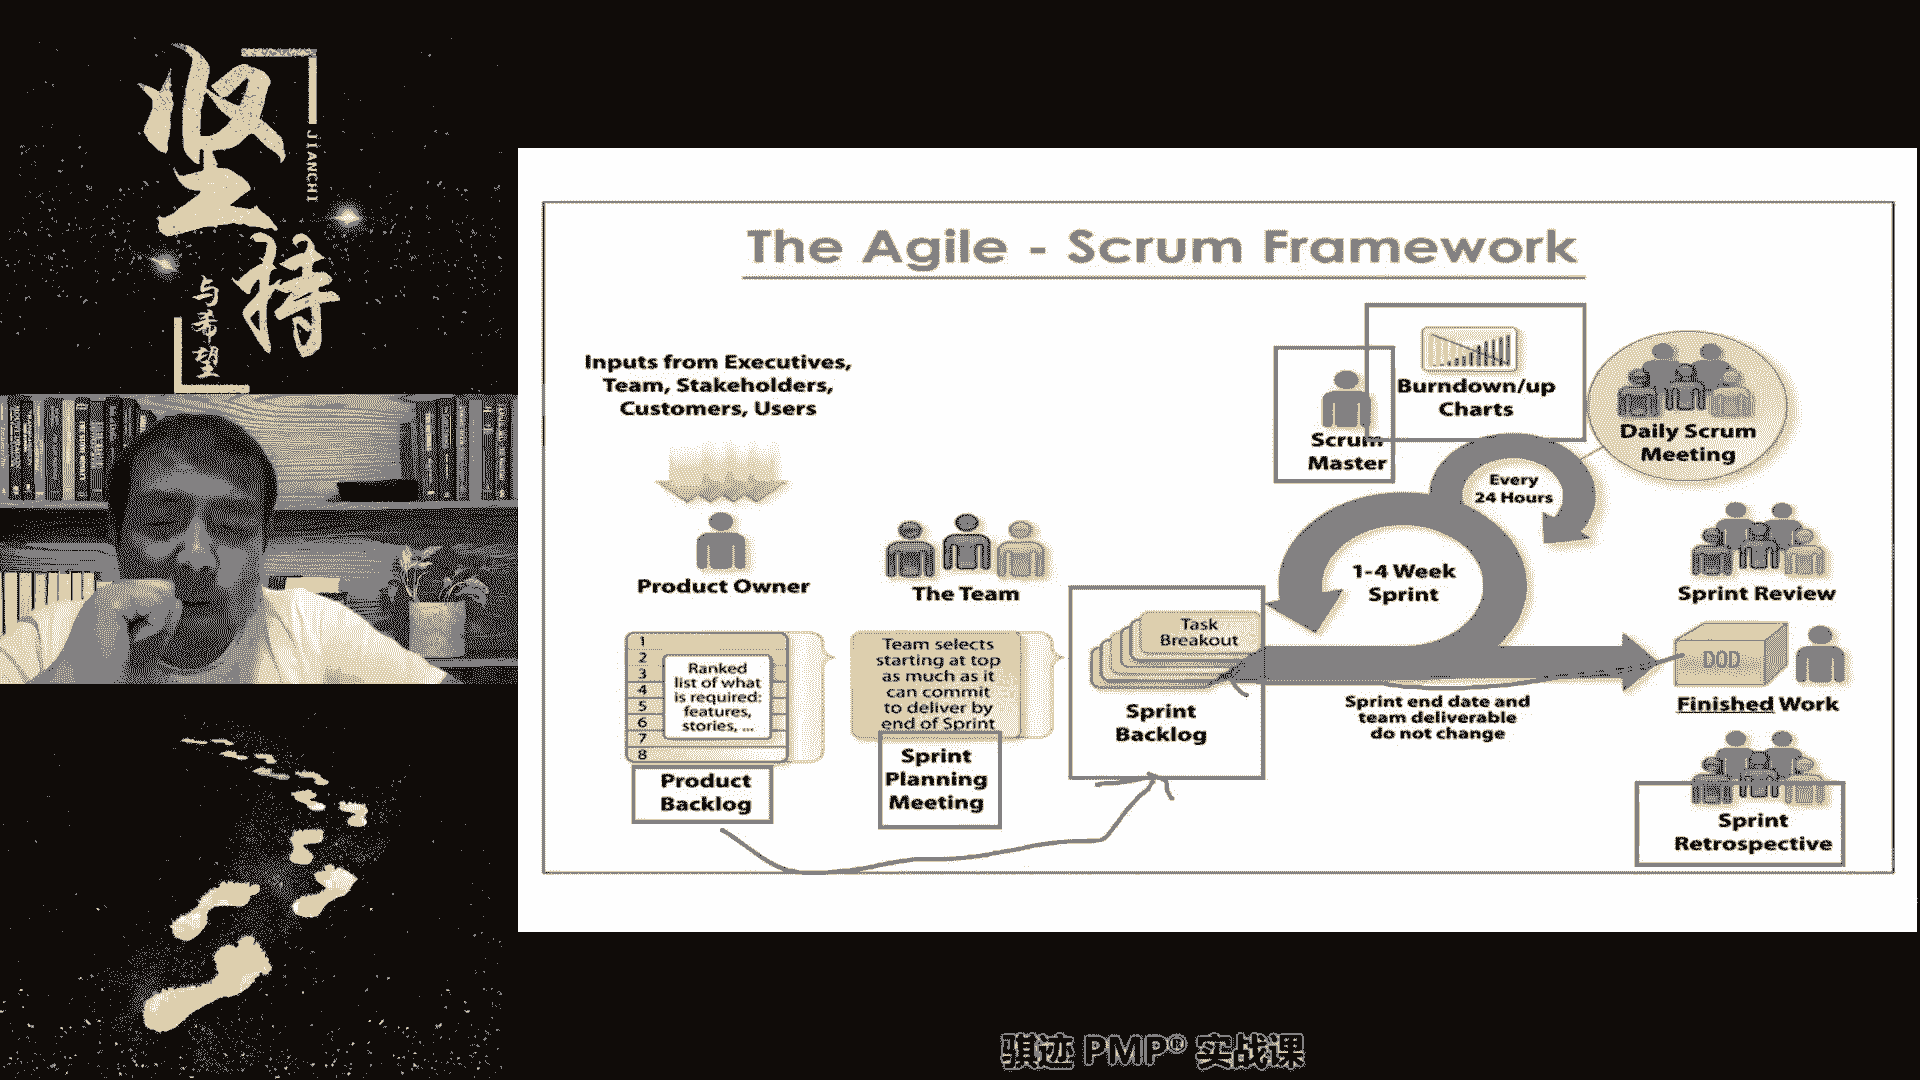 坚持
JIANCHI
与希望
The Agile - Scrum Framework
Inputs from Executives,
Team, Stakeholders,
Customers, Users
Product Owner
The Team
1
2
3
4
5
6
7
8
Ranked
list of what
is required:
features,
stories, ...
Product
Backlog
Team selects
starting at top
as much as it
can commit
to deliver by
end of Sprint
Sprint
Planning
Meeting
Task
Breakout
Sprint
Backlog
Scrum
Master
Burndown/up
Charts
Every
24 Hours
Daily Scrum
Meeting
1-4 Week
Sprint
Sprint end date and
team deliverable
do not change
Sprint Review
DOD
Finished Work
Sprint
Retrospective
骐迹 PMP® 实战课